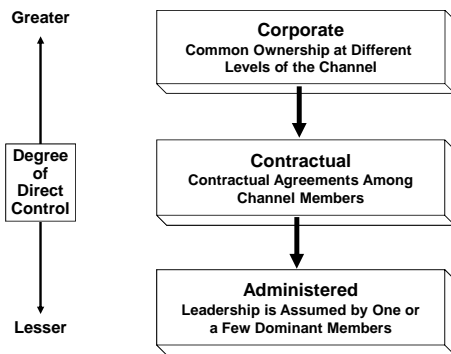 Greater
Corporate
Common Ownership at Different
Levels of the Channel
Degree
of
Direct
Control
Contractual
Contractual Agreements Among
Channel Members
Lesser
Administered
Leadership is Assumed by One or
a Few Dominant Members